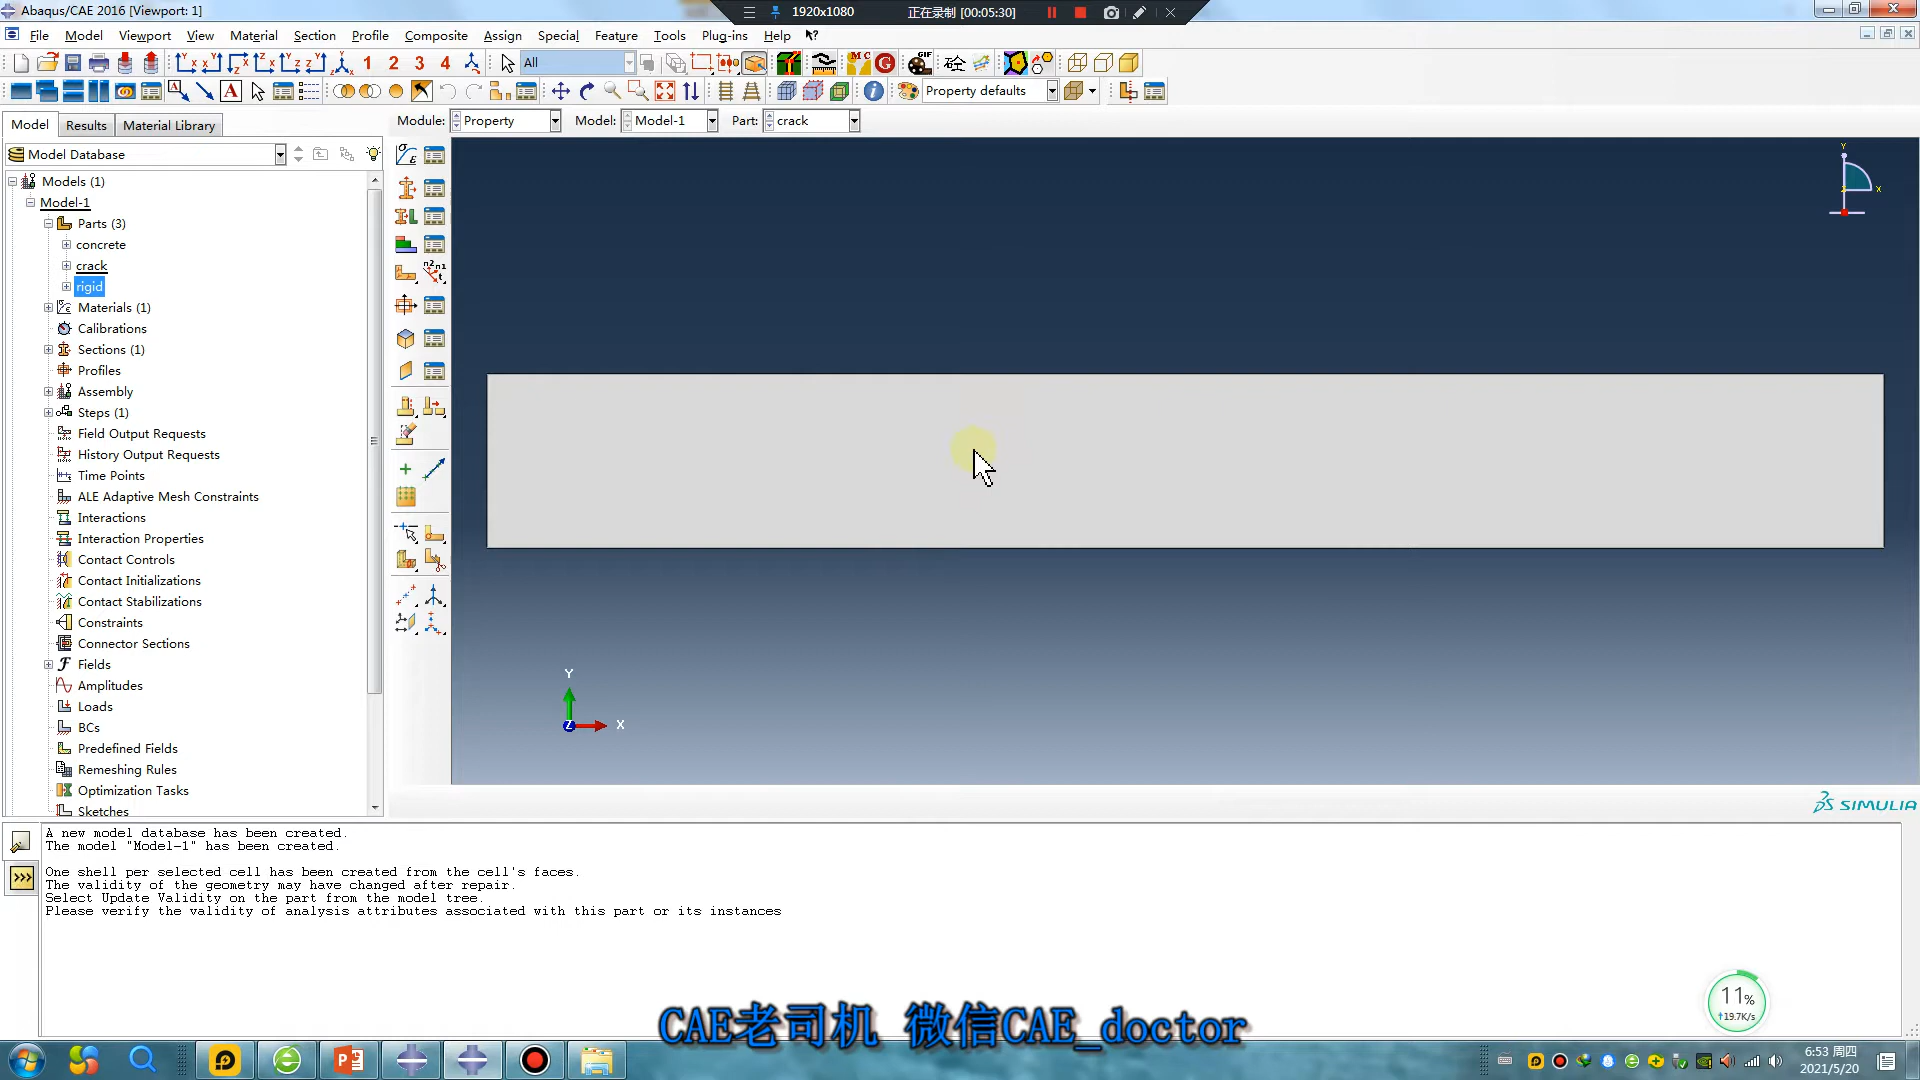 Abaqus/CAE 2016 [Viewport: 1]
1920x1080 正在录制 [00:05:30]
File Model Viewport View Material Section Profile Composite Assign Special Feature Tools Plug-ins Help
1 2 3 4 All
Property defaults
Model Results Material Library
Module: Property Model: Model-1 Part: crack
Model Database
Models (1)
Model-1
Parts (3)
concrete
crack
rigid
Materials (1)
Calibrations
Sections (1)
Profiles
Assembly
Steps (1)
Field Output Requests
History Output Requests
Time Points
ALE Adaptive Mesh Constraints
Interactions
Interaction Properties
Contact Controls
Contact Initializations
Contact Stabilizations
Constraints
Connector Sections
Fields
Amplitudes
Loads
BCs
Predefined Fields
Remeshing Rules
Optimization Tasks
Sketches
Y
X
Y
Z
X
SIMULIA
A new model database has been created.
The model "Model-1" has been created.
One shell per selected cell has been created from the cell's faces.
The validity of the geometry may have changed after repair.
Select Update Validity on the part from the model tree.
Please verify the validity of analysis attributes associated with this part or its instances
11%
↑19.7K/s
CAE老司机 微信CAE_doctor
6:53 周四
2021/5/20